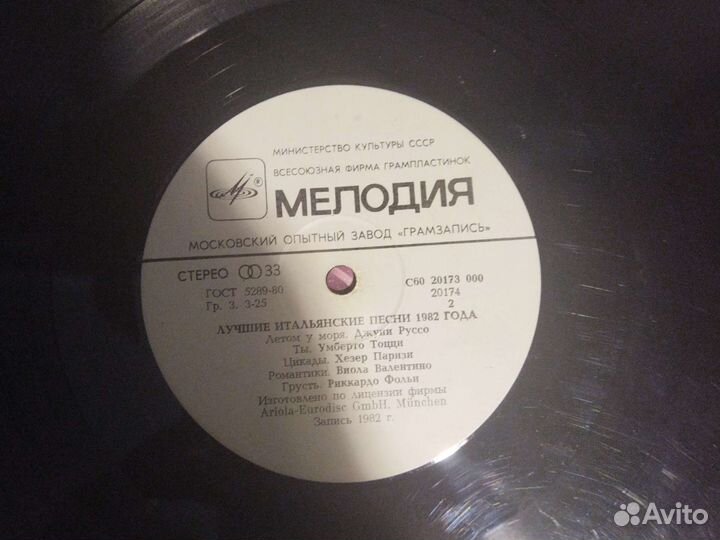 МИНИСТЕРСТВО КУЛЬТУРЫ СССР
ВСЕСОЮЗНАЯ ФИРМА ГРАМПЛАСТИНОК
®
МЕЛОДИЯ
МОСКОВСКИЙ ОПЫТНЫЙ ЗАВОД «ГРАМЗАПИСЬ»
СТЕРЕО 33
ГОСТ 5289-80
Гр. 3. 3-25
С60 20173 000
20174
2
ЛУЧШИЕ ИТАЛЬЯНСКИЕ ПЕСНИ 1982 ГОДА
Летом у моря. Джуни Руссо
Ты. Умберто Тоцци
Цикады. Хезер Паризи
Романтики. Виола Валентино
Грусть. Риккардо Фольи
Изготовлено по лицензии фирмы
Ariola-Eurodisc GmbH, München
Запись 1982 г.
Avito